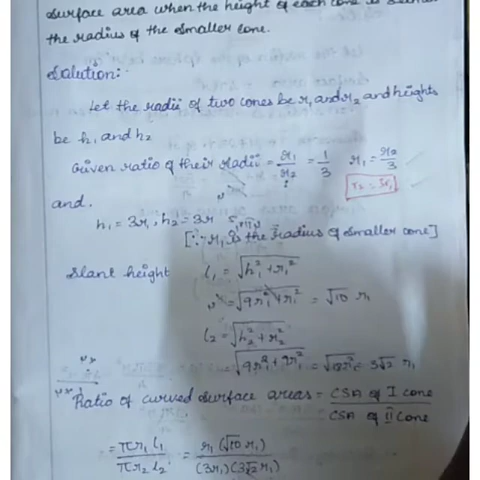 surface area when the height of each cone is
the radius of the smaller cone.
Solution:-
Let the radii of two cones be r₁ and r₂ and heights
be h₁ and h₂
Given ratio of their radii = r₁/r₂ = 1/3 r₁ = r₂/3
r₂ = 3r₁
and.
h₁ = 3r₁, h₂ = 3r
[∵ r₁ is the radius of smaller cone]
Slant height l₁ = √h₁² + r₁²
= √9r₁² + r₁² = √10 r₁
l₂ = √h₂² + r₂²
√9r₁² + 9r₁² = √18r₁² = 3√2 r₁
Ratio of curved surface areas = CSA of I cone / CSA of II cone
= πr₁l₁ / πr₂l₂ = r₁(√10 r₁) / (3r₁)(3√2 r₁)